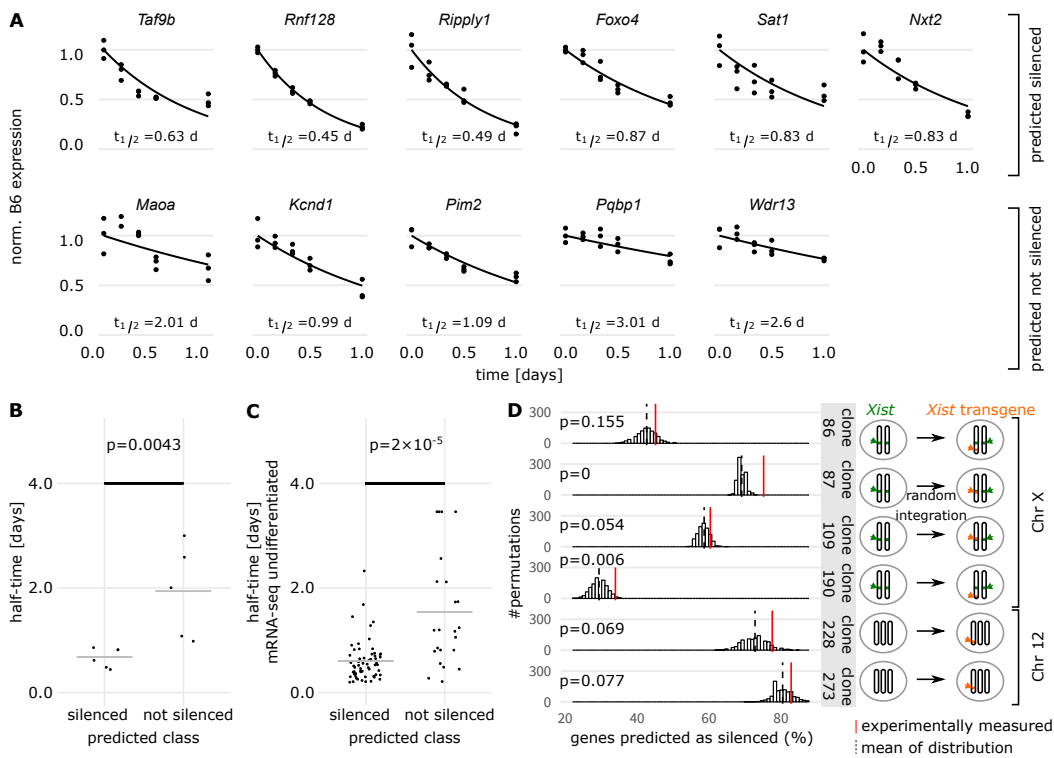 A
Taf9b Rnf128 Ripply1 Foxo4 Sat1 Nxt2
norm. B6 expression
1.0
0.5
0.0
t1/2 =0.63 d t1/2 =0.45 d t1/2 =0.49 d t1/2 =0.87 d t1/2 =0.83 d t1/2 =0.83 d
0.0 0.5 1.0
predicted silenced
Maoa Kcnd1 Pim2 Pqbp1 Wdr13
1.0
0.5
0.0
t1/2 =2.01 d t1/2 =0.99 d t1/2 =1.09 d t1/2 =3.01 d t1/2 =2.6 d
0.0 0.5 1.0 0.0 0.5 1.0 0.0 0.5 1.0 0.0 0.5 1.0 0.0 0.5 1.0
time [days]
predicted not silenced
B
p=0.0043
half-time [days]
4.0
2.0
0.0
silenced not silenced
predicted class
C
p=2×10-5
half-time [days]
mRNA-seq undifferentiated
4.0
2.0
0.0
silenced not silenced
predicted class
D
#permutations
300
0
p=0.155
clone
86
300
0
p=0
clone
87
300
0
p=0.054
clone
109
300
0
p=0.006
clone
190
300
0
p=0.069
clone
228
300
0
p=0.077
clone
273
20 40 60 80
genes predicted as silenced (%)
Xist Xist transgene
random
integration
Chr X
Chr 12
experimentally measured
mean of distribution